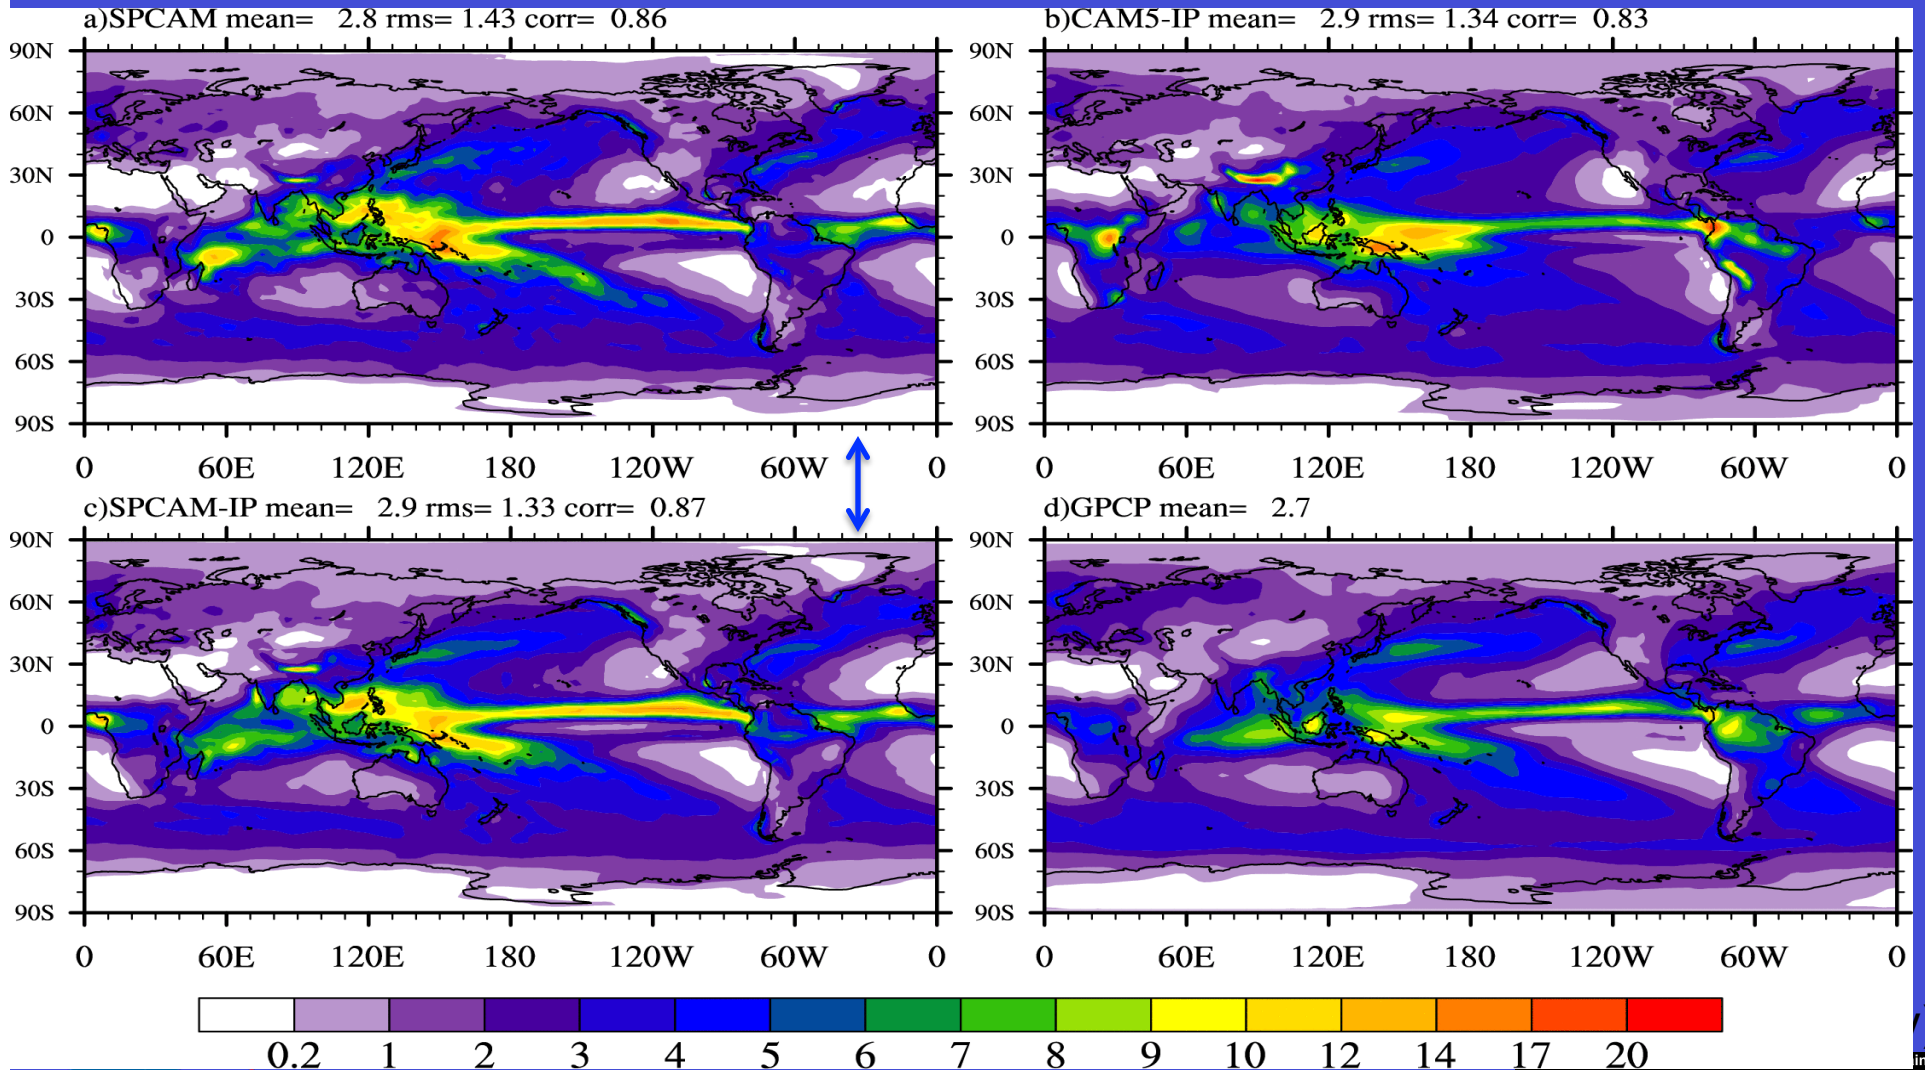 a)SPCAM mean= 2.8 rms= 1.43 corr= 0.86
b)CAM5-IP mean= 2.9 rms= 1.34 corr= 0.83
90N 90N
60N 60N
30N 30N
0 0
30S 30S
60S 60S
90S 90S
0 60E 120E 180 120W 60W 0
0 60E 120E 180 120W 60W 0
c)SPCAM-IP mean= 2.9 rms= 1.33 corr= 0.87
d)GPCP mean= 2.7
90N 90N
60N 60N
30N 30N
0 0
30S 30S
60S 60S
90S 90S
0 60E 120E 180 120W 60W 0
0 60E 120E 180 120W 60W 0
0.2 1 2 3 4 5 6 7 8 9 10 12 14 17 20